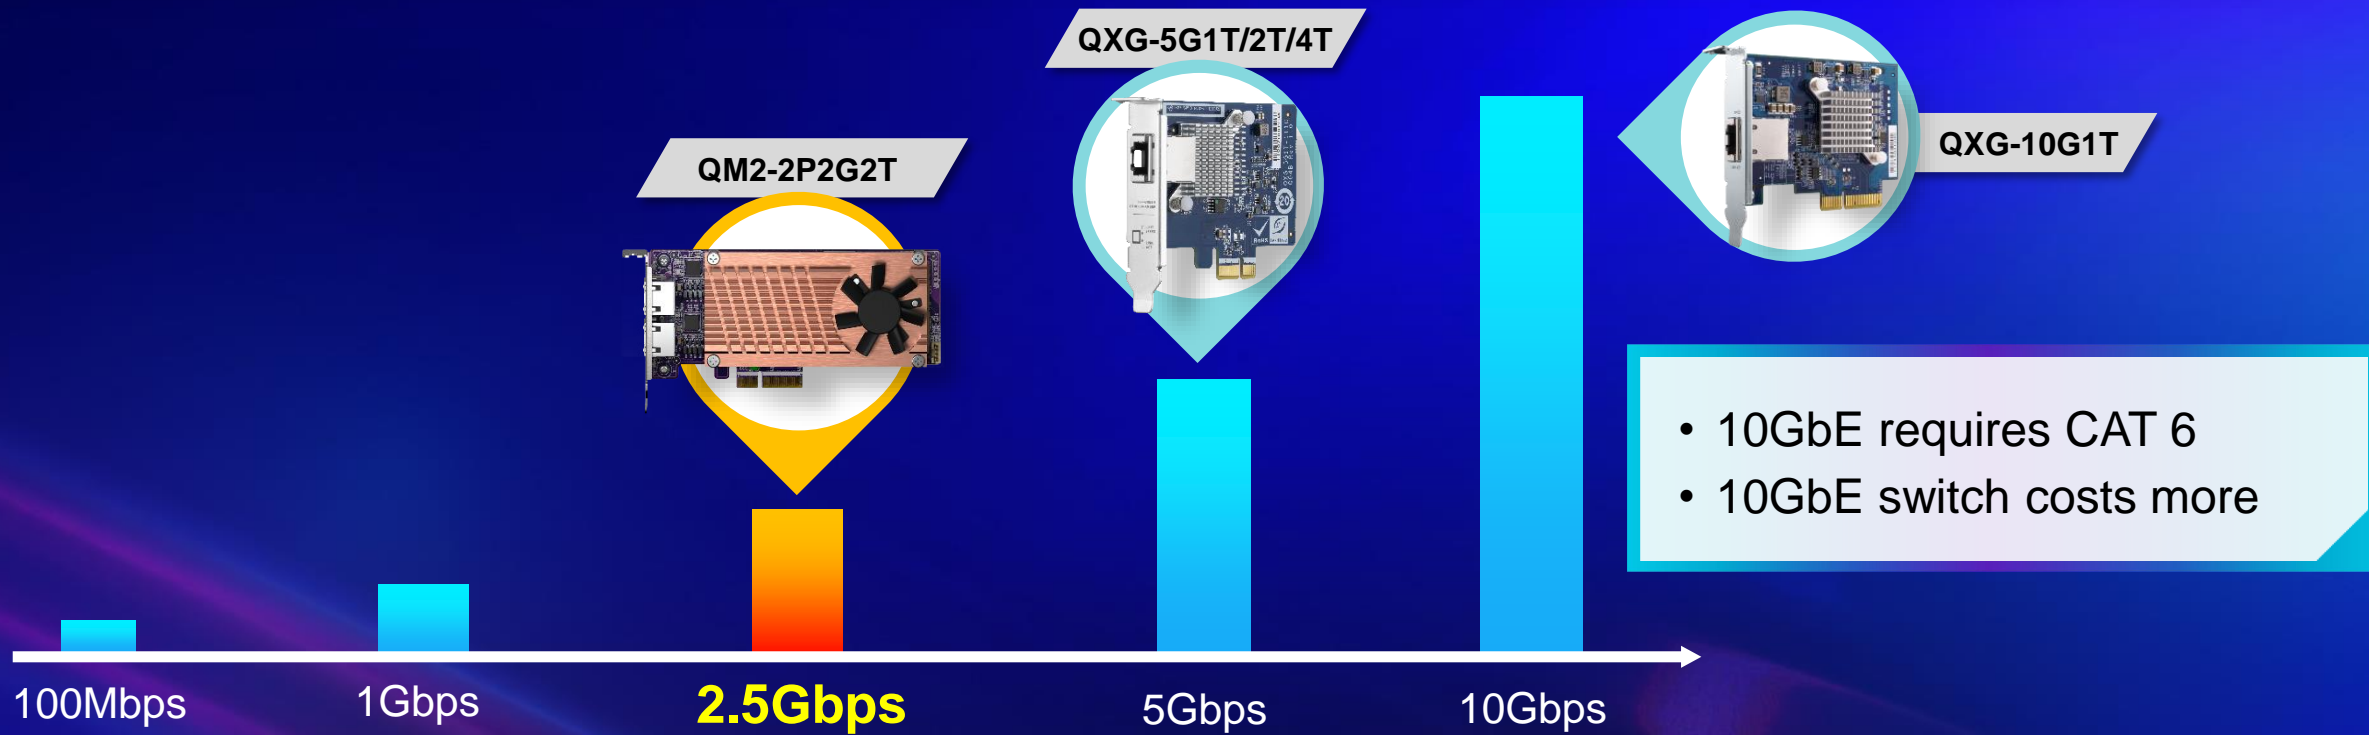 QXG-5G1T/2T/4T
QXG-10G1T
QM2-2P2G2T
• 10GbE requires CAT 6
• 10GbE switch costs more
100Mbps
1Gbps
2.5Gbps
5Gbps
10Gbps